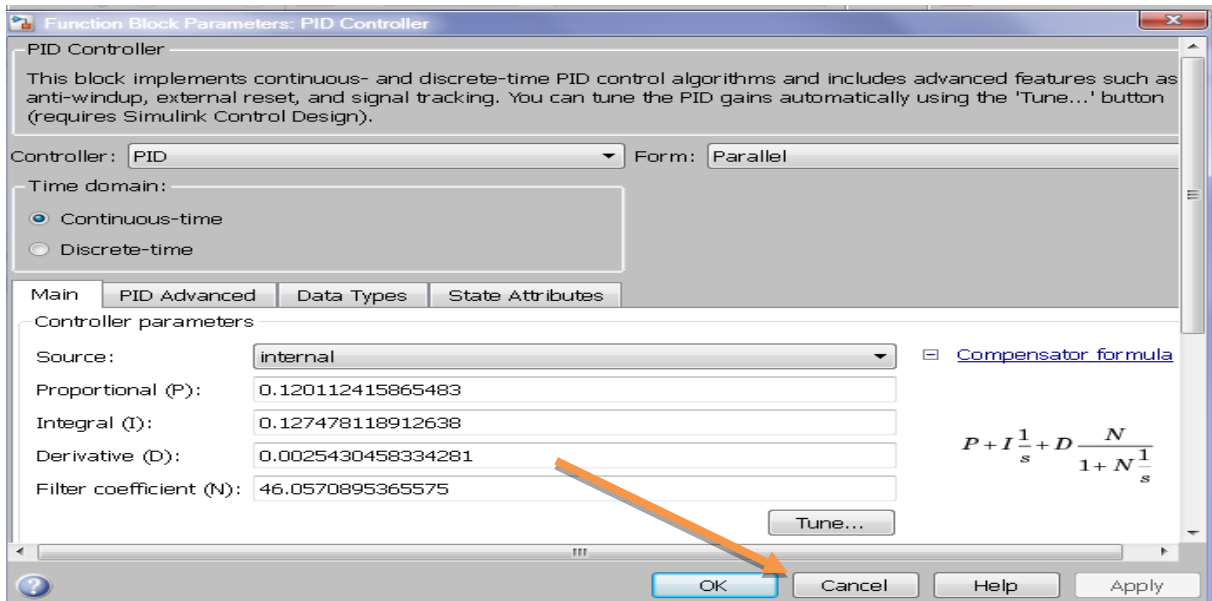 Function Block Parameters: PID Controller
PID Controller
This block implements continuous- and discrete-time PID control algorithms and includes advanced features such as
anti-windup, external reset, and signal tracking. You can tune the PID gains automatically using the 'Tune...' button
(requires Simulink Control Design).
Controller: PID Form: Parallel
Time domain:
Continuous-time
Discrete-time
Main PID Advanced Data Types State Attributes
Controller parameters
Source: internal Compensator formula
Proportional (P): 0.120112415865483
Integral (I): 0.127478118912638
Derivative (D): 0.0025430458334281
P + I 1/s + D N/(1 + N 1/s)
Filter coefficient (N): 46.0570895365575
Tune...
OK Cancel Help Apply